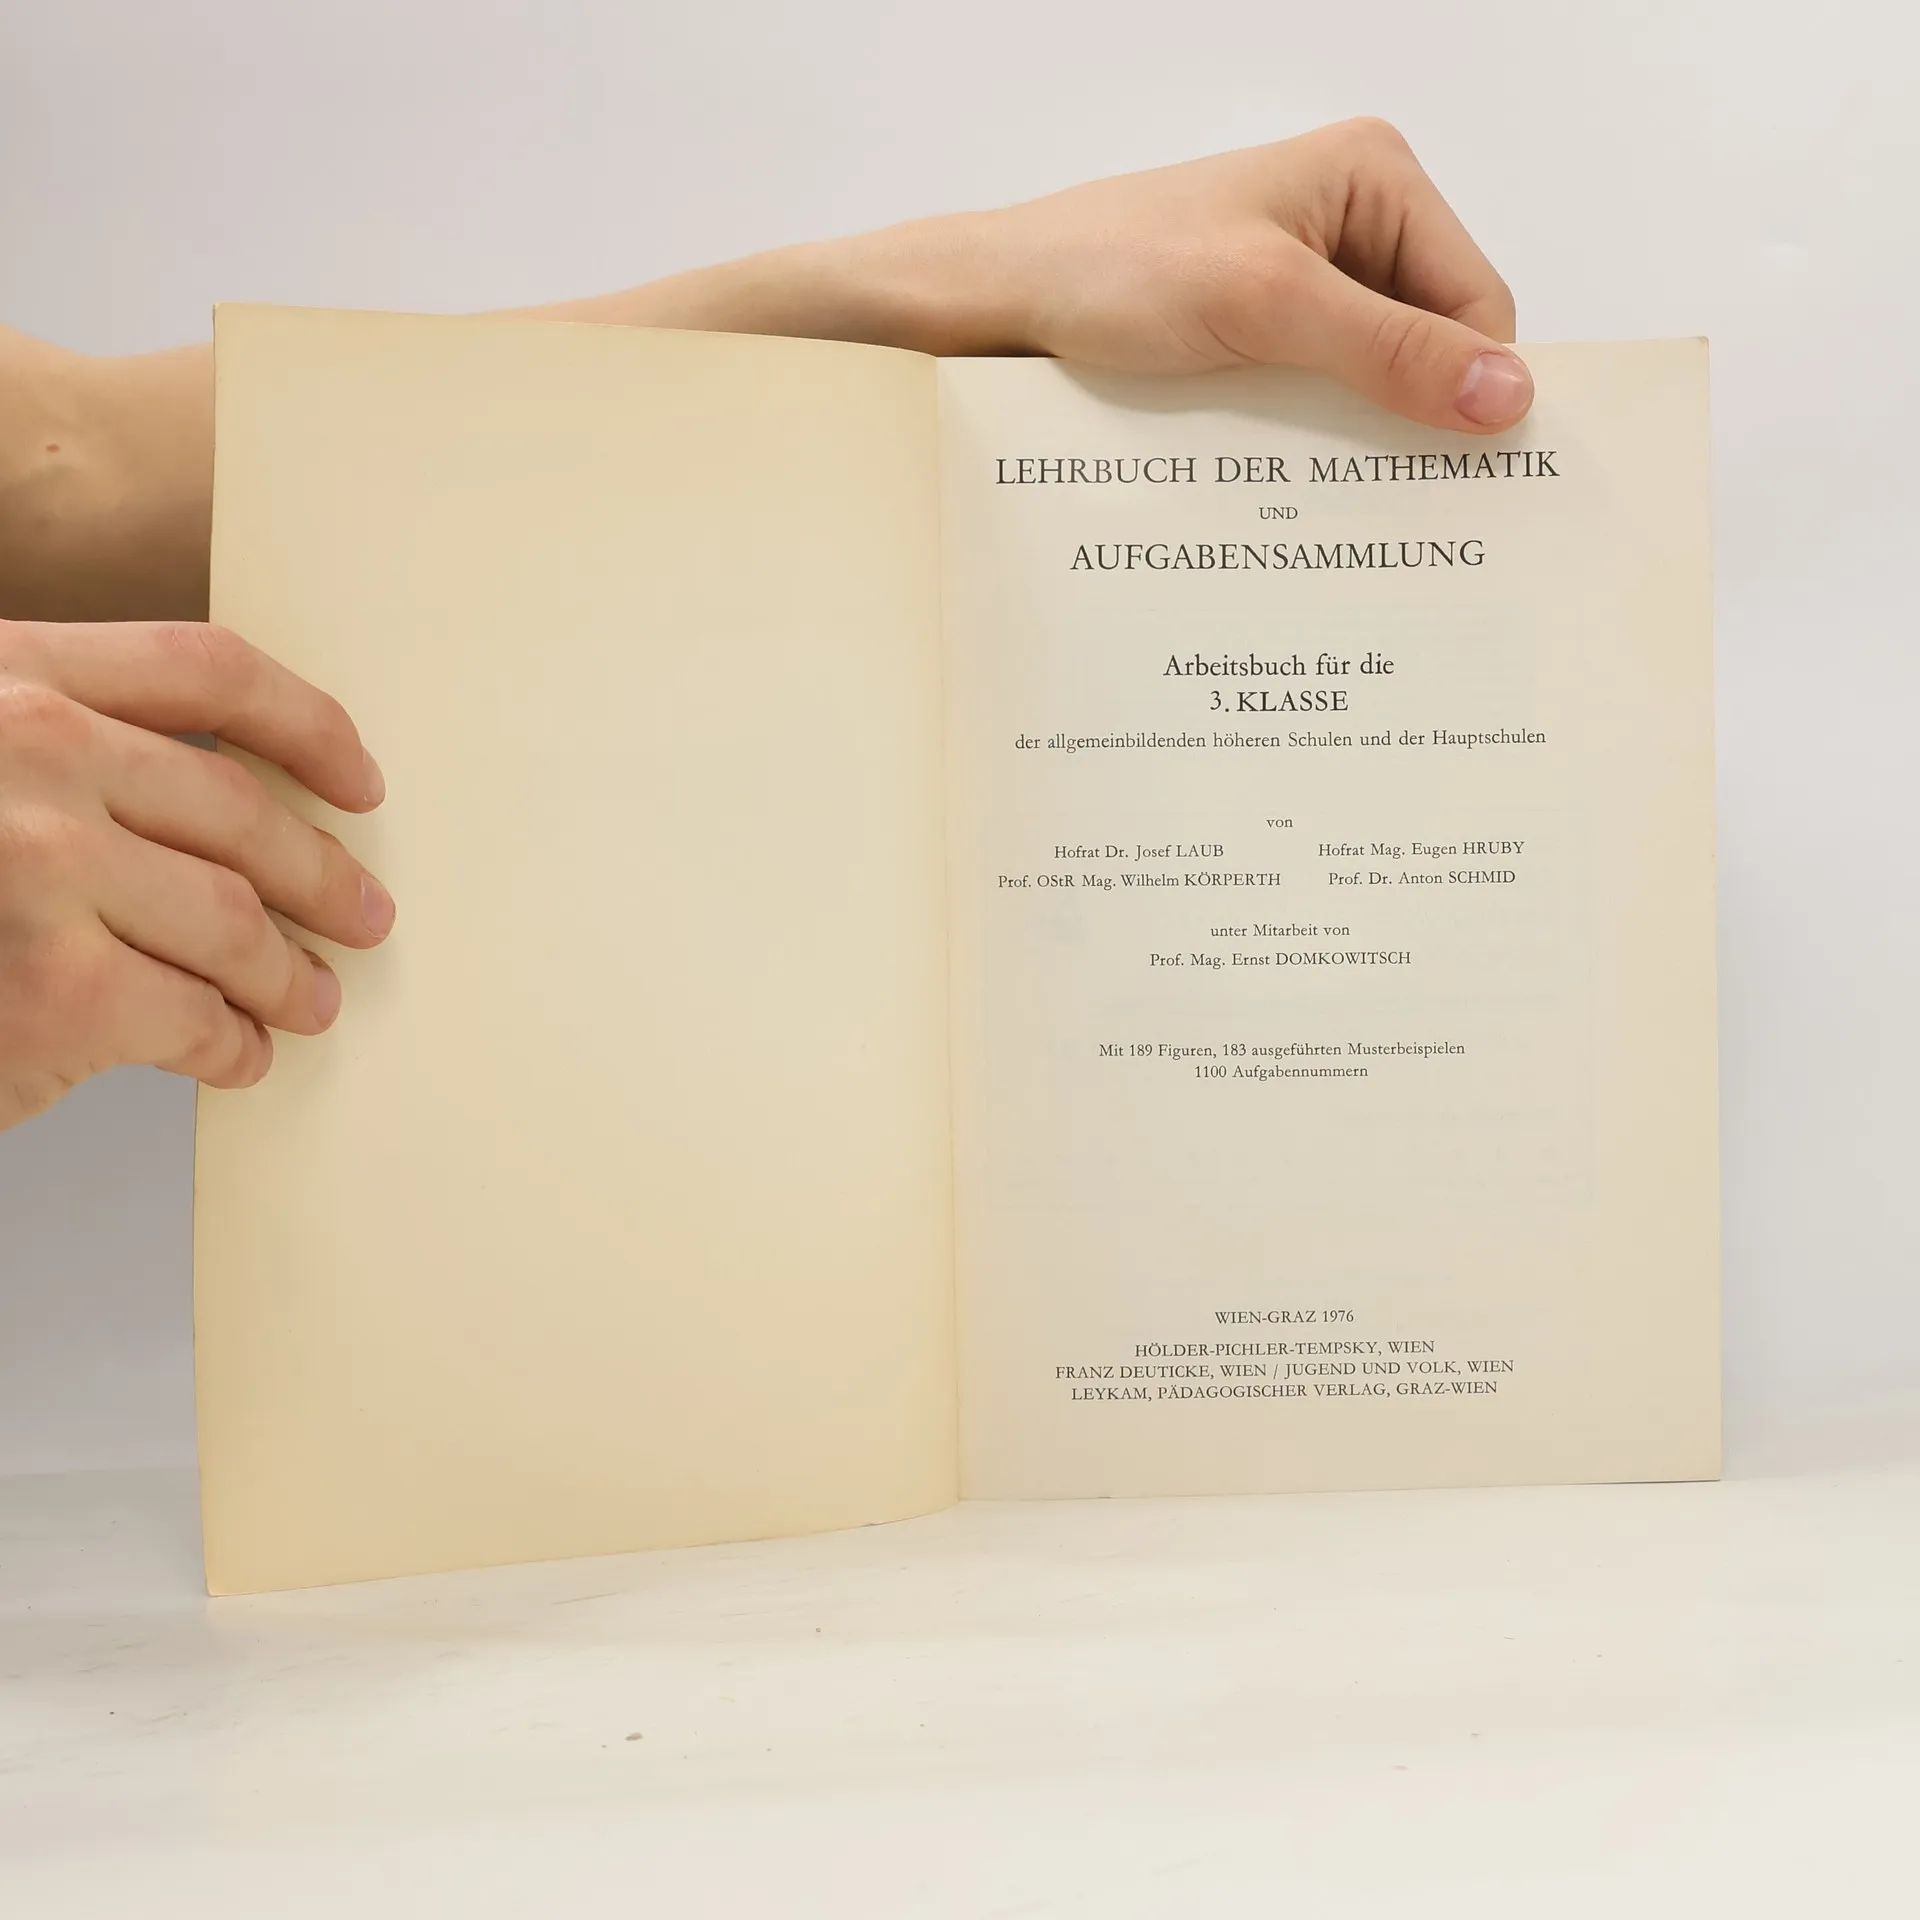 LEHRBUCH DER MATHEMATIK
UND
AUFGABENSAMMLUNG
Arbeitsbuch für die
3. KLASSE
der allgemeinbildenden höheren Schulen und der Hauptschulen
von
Hofrat Dr. Josef LAUB Hofrat Mag. Eugen HRUBY
Prof. OStR Mag. Wilhelm KÖRPERTH Prof. Dr. Anton SCHMID
unter Mitarbeit von
Prof. Mag. Ernst DOMKOWITSCH
Mit 189 Figuren, 183 ausgeführten Musterbeispielen
1100 Aufgabennummern
WIEN-GRAZ 1976
HÖLDER-PICHLER-TEMPSKY, WIEN
FRANZ DEUTICKE, WIEN / JUGEND UND VOLK, WIEN
LEYKAM, PÄDAGOGISCHER VERLAG, GRAZ-WIEN